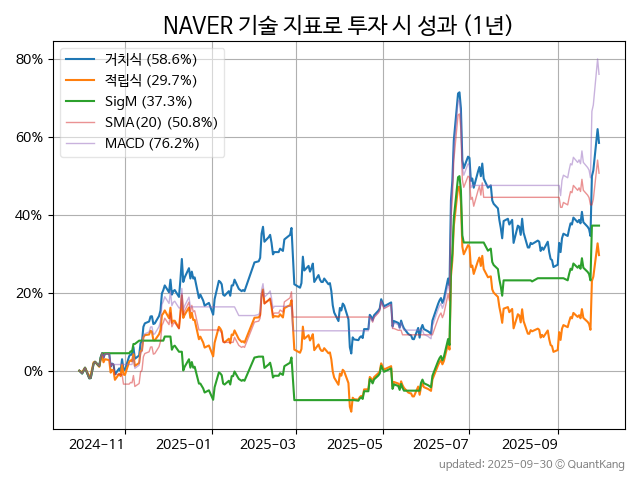 NAVER 기술 지표로 투자 시 성과 (1년)
80%
60%
40%
20%
0%
거치식 (58.6%)
적립식 (29.7%)
SigM (37.3%)
SMA(20) (50.8%)
MACD (76.2%)
2024-11
2025-01
2025-03
2025-05
2025-07
2025-09
updated: 2025-09-30 © QuantKang